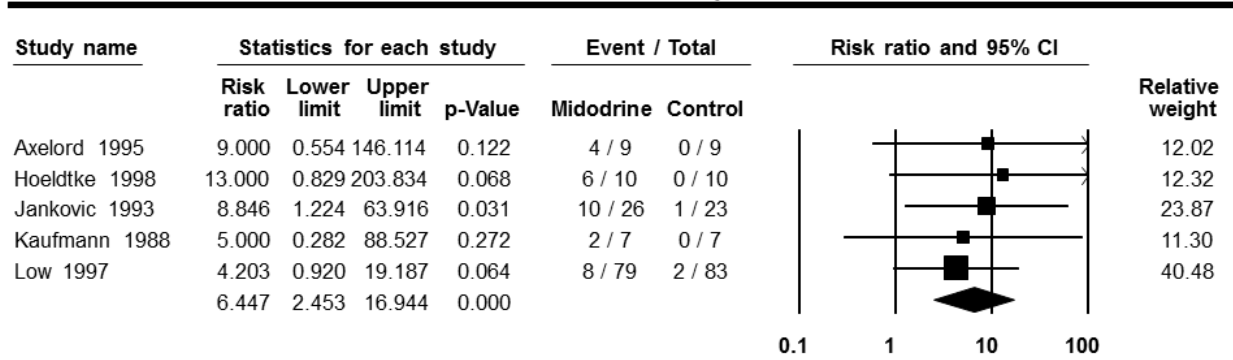 Study name Statistics for each study Event / Total Risk ratio and 95% CI
Risk ratio Lower limit Upper limit p-Value Midodrine Control Relative weight
Axelord 1995 9.000 0.554 146.114 0.122 4 / 9 0 / 9 12.02
Hoeldtke 1998 13.000 0.829 203.834 0.068 6 / 10 0 / 10 12.32
Jankovic 1993 8.846 1.224 63.916 0.031 10 / 26 1 / 23 23.87
Kaufmann 1988 5.000 0.282 88.527 0.272 2 / 7 0 / 7 11.30
Low 1997 4.203 0.920 19.187 0.064 8 / 79 2 / 83 40.48
6.447 2.453 16.944 0.000
0.1 1 10 100